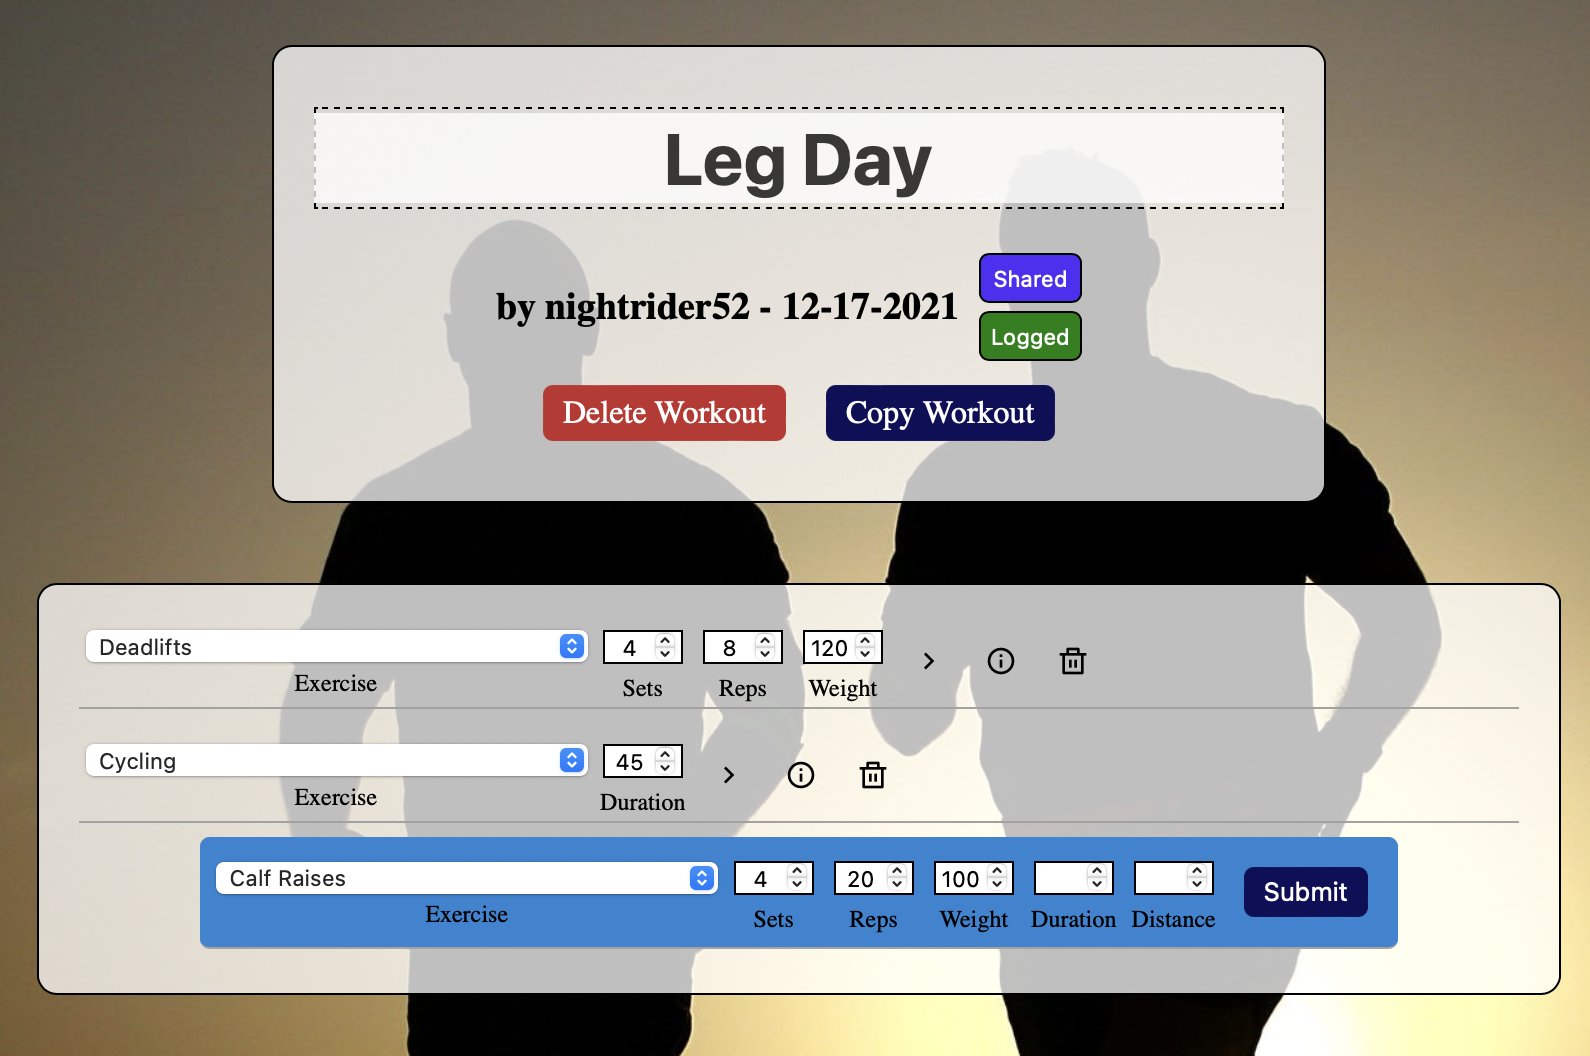 Leg Day
by nightrider52 - 12-17-2021
Shared
Logged
Delete Workout Copy Workout
Deadlifts 4 8 120
Exercise Sets Reps Weight
Cycling 45
Exercise Duration
Calf Raises 4 20 100 Submit
Exercise Sets Reps Weight Duration Distance